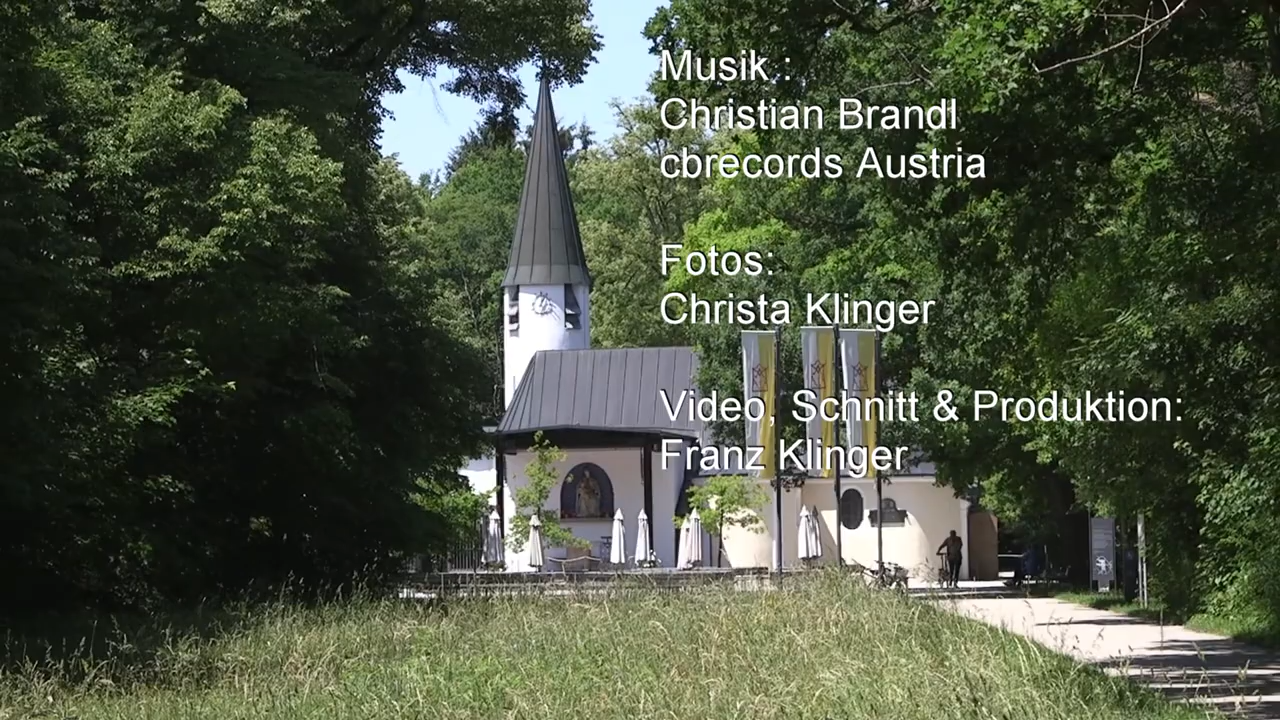 Musik :
Christian Brandl
cbrecords Austria
Fotos:
Christa Klinger
Video, Schnitt & Produktion:
Franz Klinger